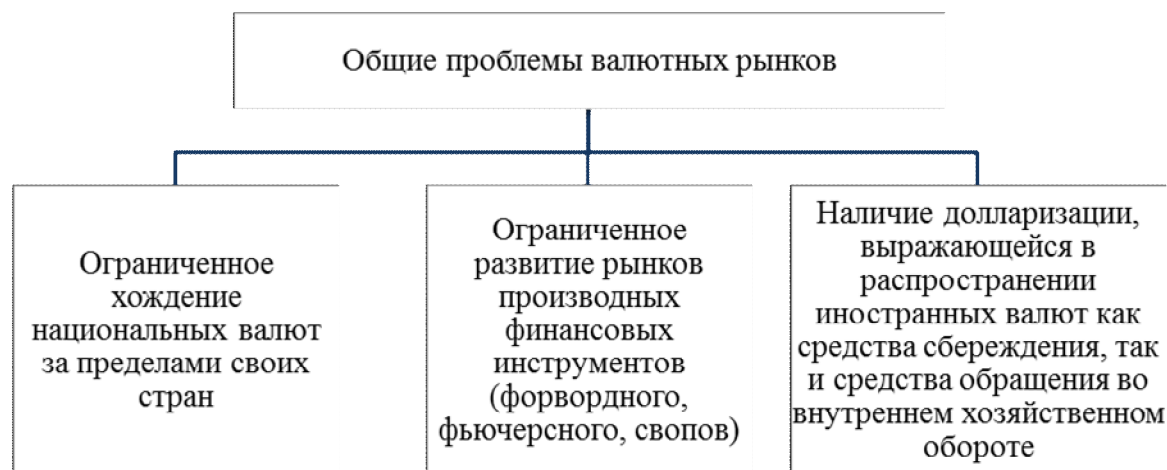 Общие проблемы валютных рынков
Ограниченное
хождение
национальных валют
за пределами своих
стран
Ограниченное
развитие рынков
производных
финансовых
инструментов
(форвордного,
фьючерсного, свопов)
Наличие долларизации,
выражающейся в
распространении
иностранных валют как
средства сбереждения, так
и средства обращения во
внутреннем хозяйственном
обороте